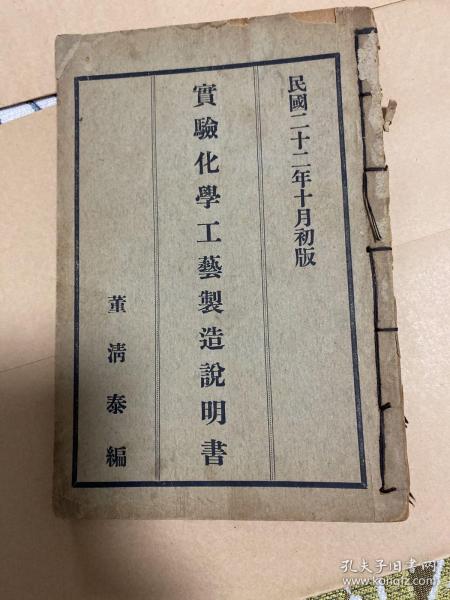 民國二十二年十月初版
實驗化學工藝製造說明書
董淸泰編
孔夫子旧书网
www.kongfz.com